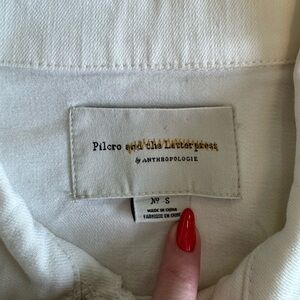 Pilcro and the Letterpress
by ANTHROPOLOGIE
Nº S
MADE IN CHINA
FABRIQUÉ EN CHINE